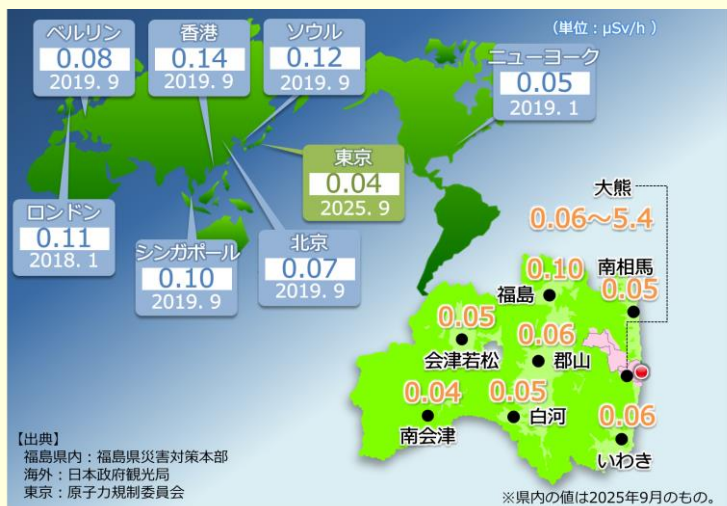 ベルリン
0.08
2019. 9
香港
0.14
2019. 9
ソウル
0.12
2019. 9
（単位：μSv/h ）
ニューヨーク
0.05
2019. 1
東京
0.04
2025. 9
ロンドン
0.11
2018. 1
シンガポール
0.10
2019. 9
北京
0.07
2019. 9
大熊
0.06～5.4
0.10
福島
南相馬
0.05
0.05
会津若松
0.06
郡山
0.04
南会津
0.05
白河
0.06
いわき
【出典】
福島県内：福島県災害対策本部
海外：日本政府観光局
東京：原子力規制委員会
※県内の値は2025年9月のもの。